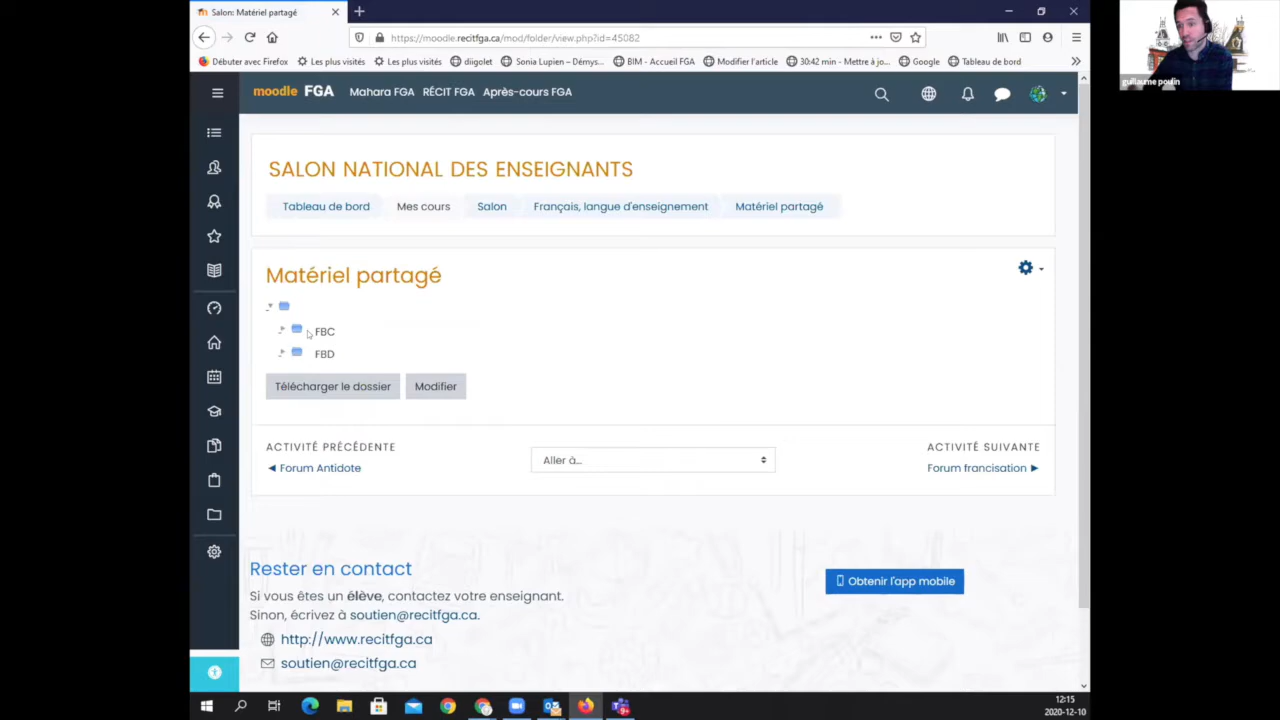 Salon: Matériel partagé
guillaume poulin
https://moodle.recitfga.ca/mod/folder/view.php?id=45082
Débuter avec Firefox Les plus visités Les plus visités diigolet Sonia Lupien – Démys... BIM - Accueil FGA Modifier l'article 30:42 min - Mettre à jo... Google Tableau de bord
moodle FGA Mahara FGA RÉCIT FGA Après-cours FGA
SALON NATIONAL DES ENSEIGNANTS
Tableau de bord Mes cours Salon Français, langue d'enseignement Matériel partagé
Matériel partagé
FBC
FBD
Télécharger le dossier Modifier
ACTIVITÉ PRÉCÉDENTE ACTIVITÉ SUIVANTE
Aller à...
◄ Forum Antidote Forum francisation ►
Rester en contact
Obtenir l'app mobile
Si vous êtes un élève, contactez votre enseignant.
Sinon, écrivez à soutien@recitfga.ca.
http://www.recitfga.ca
soutien@recitfga.ca
12:15
2020-12-10